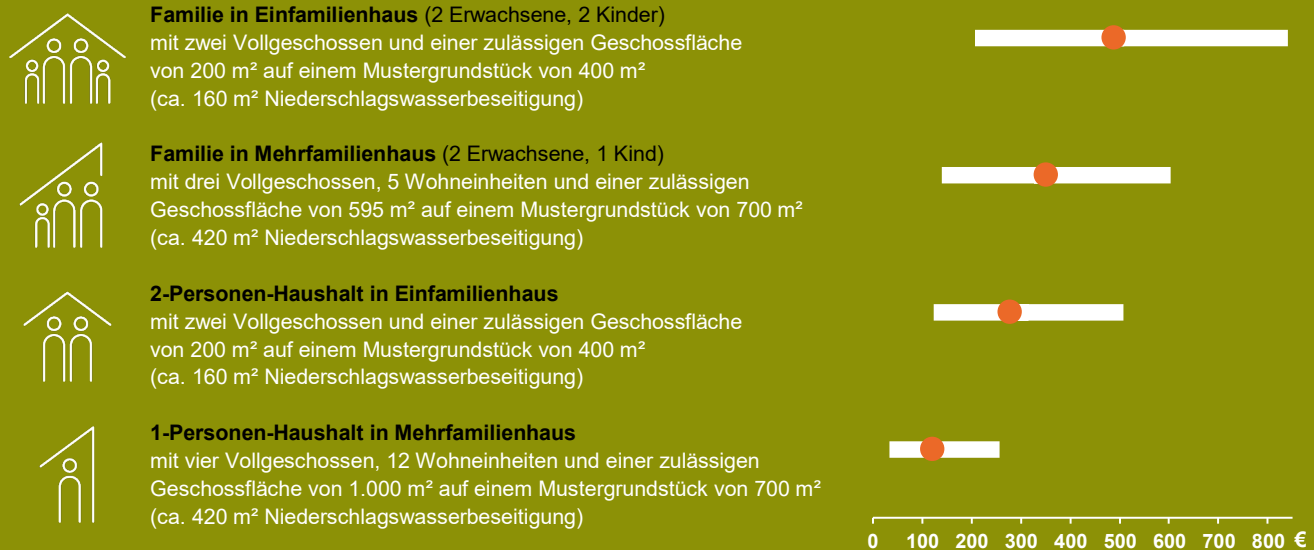 Familie in Einfamilienhaus (2 Erwachsene, 2 Kinder)
mit zwei Vollgeschossen und einer zulässigen Geschossfläche
von 200 m² auf einem Mustergrundstück von 400 m²
(ca. 160 m² Niederschlagswasserbeseitigung)
Familie in Mehrfamilienhaus (2 Erwachsene, 1 Kind)
mit drei Vollgeschossen, 5 Wohneinheiten und einer zulässigen
Geschossfläche von 595 m² auf einem Mustergrundstück von 700 m²
(ca. 420 m² Niederschlagswasserbeseitigung)
2-Personen-Haushalt in Einfamilienhaus
mit zwei Vollgeschossen und einer zulässigen Geschossfläche
von 200 m² auf einem Mustergrundstück von 400 m²
(ca. 160 m² Niederschlagswasserbeseitigung)
1-Personen-Haushalt in Mehrfamilienhaus
mit vier Vollgeschossen, 12 Wohneinheiten und einer zulässigen
Geschossfläche von 1.000 m² auf einem Mustergrundstück von 700 m²
(ca. 420 m² Niederschlagswasserbeseitigung)
0 100 200 300 400 500 600 700 800 €